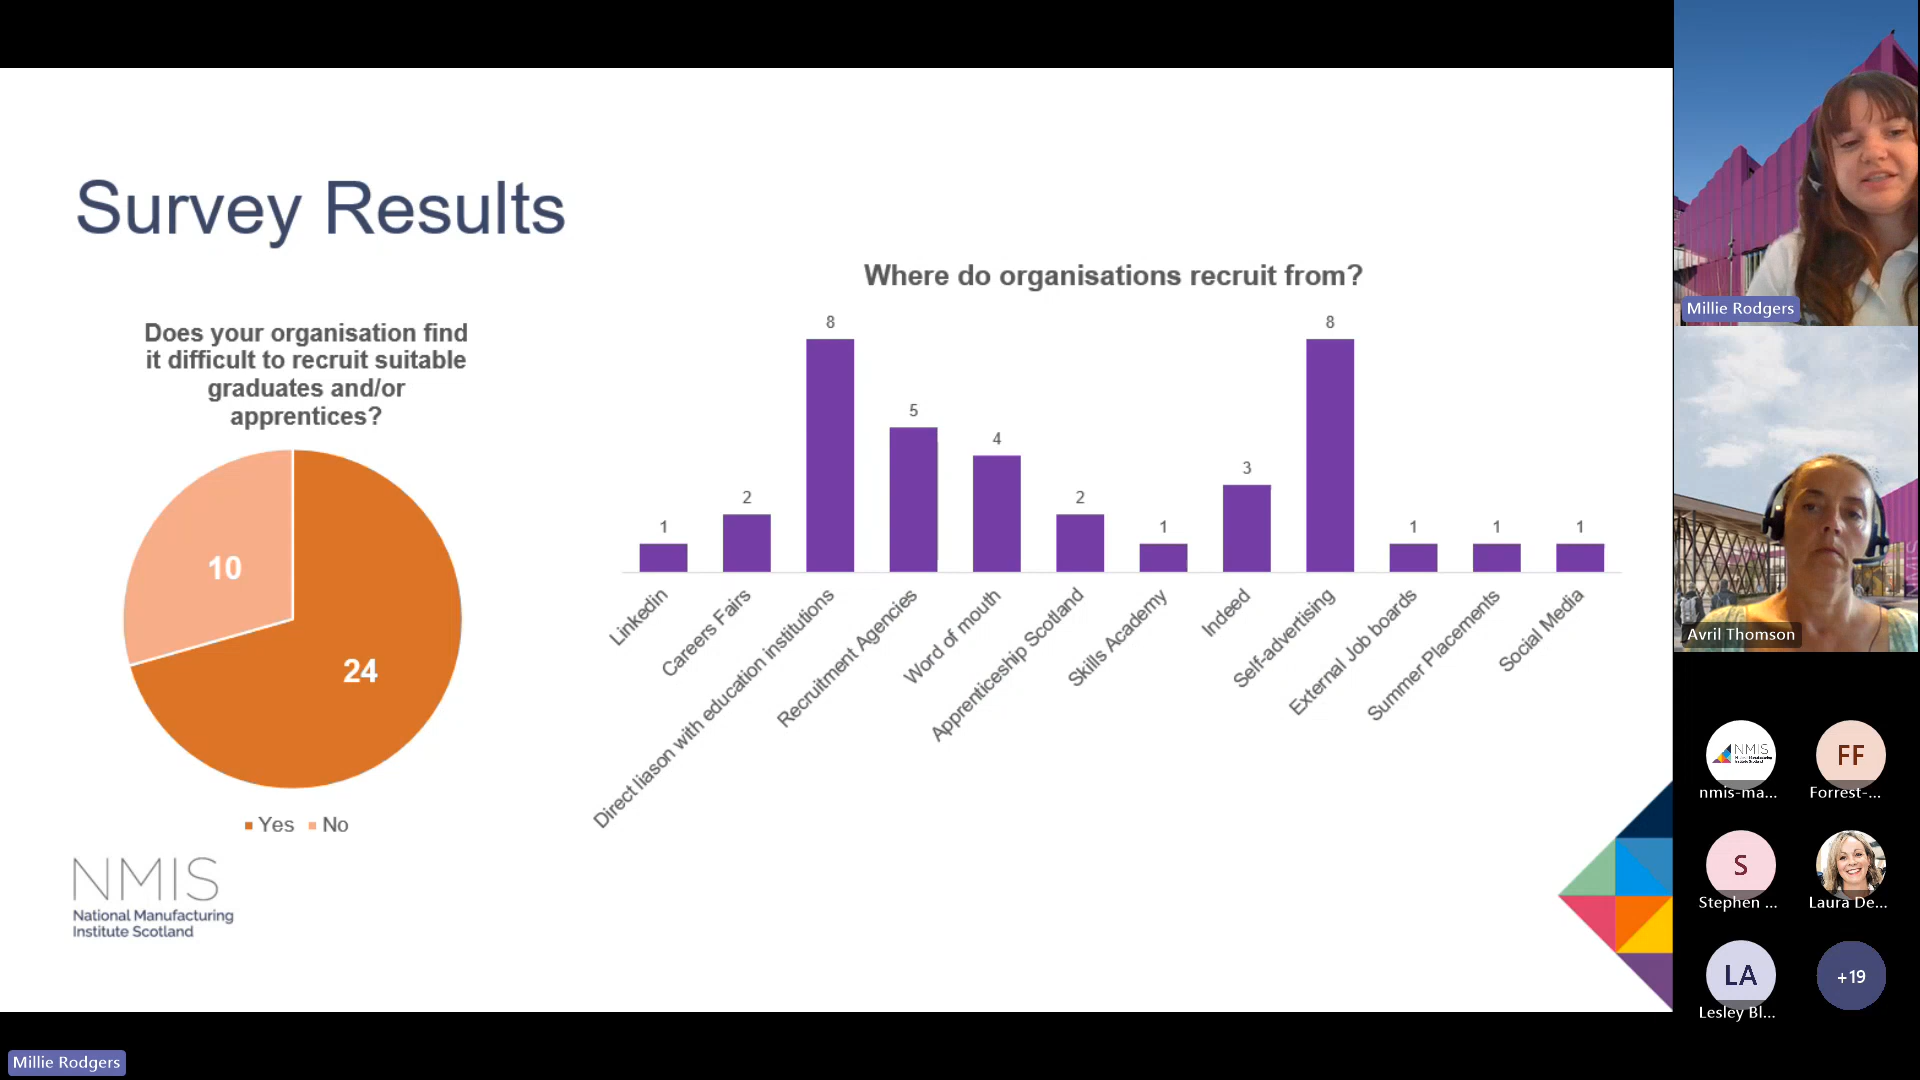 Survey Results
Does your organisation find
it difficult to recruit suitable
graduates and/or
apprentices?
10
24
Yes No
Where do organisations recruit from?
1
2
8
5
4
2
1
3
8
1
1
1
Linkedin
Careers Fairs
Direct liason with education institutions
Recruitment Agencies
Word of mouth
Apprenticeship Scotland
Skills Academy
Indeed
Self-advertising
External Job boards
Summer Placements
Social Media
NMIS
National Manufacturing
Institute Scotland
Millie Rodgers
Avril Thomson
NMIS
nmis-ma...
FF
Forrest-...
S
Stephen ...
Laura De...
LA
Lesley Bl...
+19
Millie Rodgers